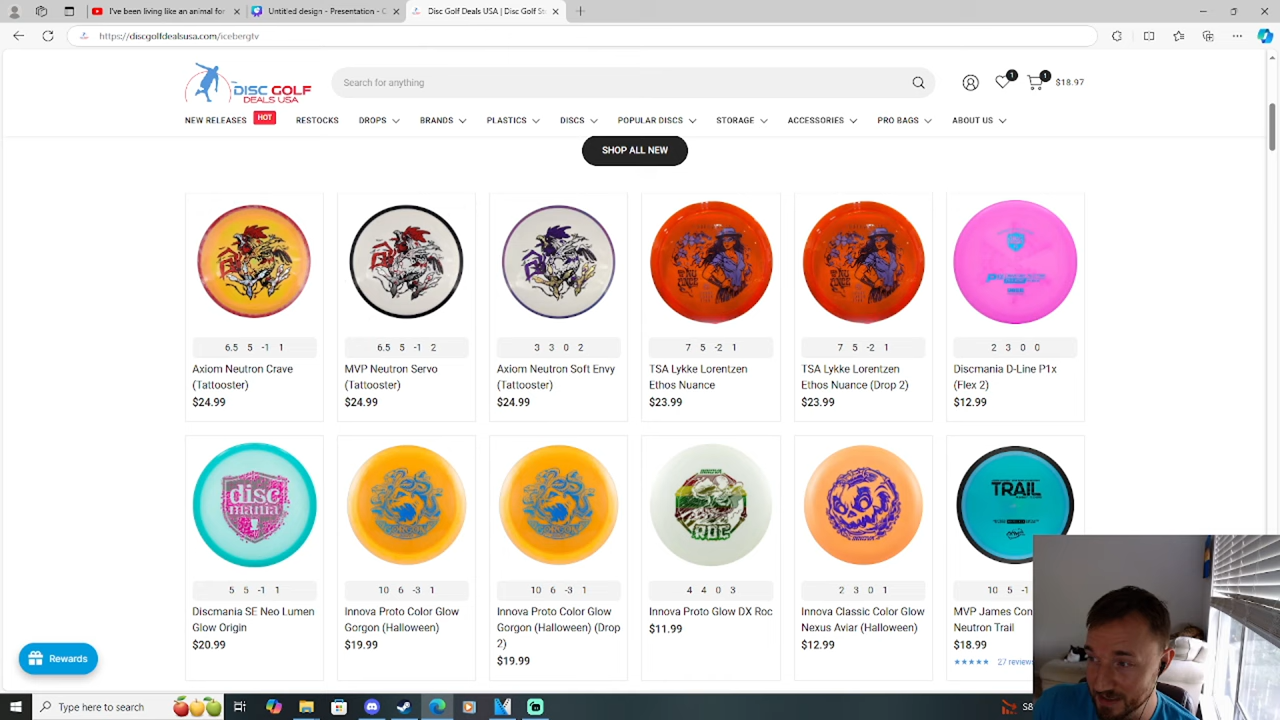 I've been living like an animal for
Untitled design - Presentation - C
Disc Golf Deals USA | Disc Golf St
https://discgolfdealsusa.com/icebergtv
DISC GOLF
DEALS USA
Search for anything
1
1
$18.97
NEW RELEASES HOT RESTOCKS DROPS BRANDS PLASTICS DISCS POPULAR DISCS STORAGE ACCESSORIES PRO BAGS ABOUT US
SHOP ALL NEW
6.5 5 -1 1
6.5 5 -1 2
3 3 0 2
7 5 -2 1
7 5 -2 1
2 3 0 0
Axiom Neutron Crave
(Tattooster)
$24.99
MVP Neutron Servo
(Tattooster)
$24.99
Axiom Neutron Soft Envy
(Tattooster)
$24.99
TSA Lykke Lorentzen
Ethos Nuance
$23.99
TSA Lykke Lorentzen
Ethos Nuance (Drop 2)
$23.99
Discmania D-Line P1x
(Flex 2)
$12.99
disc
mania
INNOVA
ROC
INNOVA
TRAIL
5 5 -1 1
10 6 -3 1
10 6 -3 1
4 4 0 3
2 3 0 1
10 5 -1
Discmania SE Neo Lumen
Glow Origin
$20.99
Innova Proto Color Glow
Gorgon (Halloween)
$19.99
Innova Proto Color Glow
Gorgon (Halloween) (Drop
2)
$19.99
Innova Proto Glow DX Roc
$11.99
Innova Classic Color Glow
Nexus Aviar (Halloween)
$12.99
MVP James Con
Neutron Trail
$18.99
27 review
Rewards
Type here to search
S&